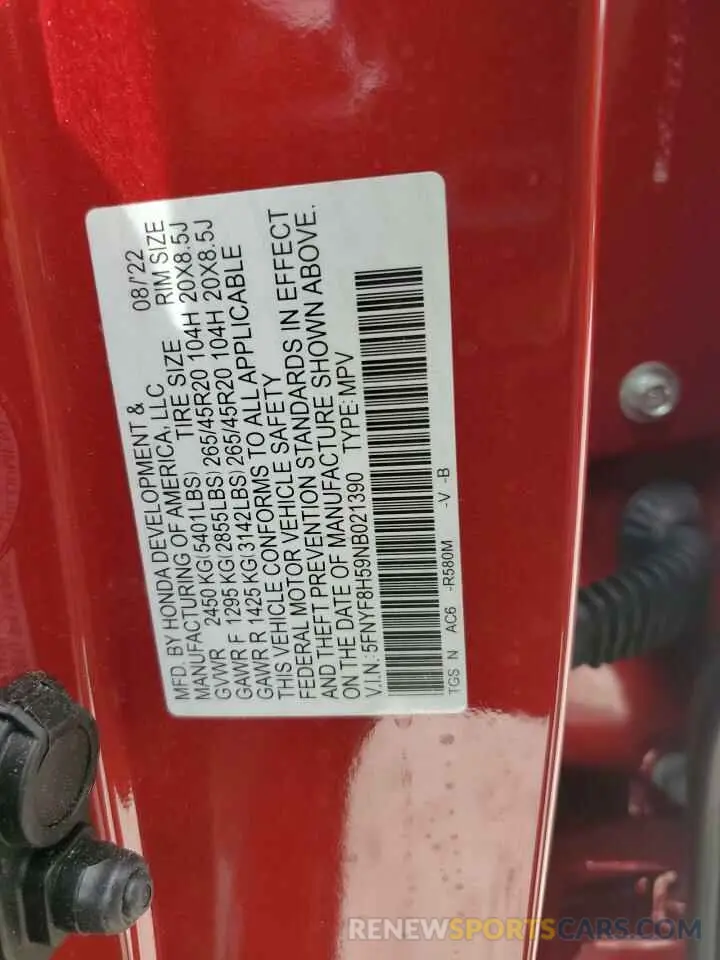 MFD. BY HONDA DEVELOPMENT & 08/'22
MANUFACTURING OF AMERICA, LLC RIM SIZE
GVWR 2450 KG(5401LBS) TIRE SIZE
GAWR F 1295 KG(2855LBS) 265/45R20 104H 20X8.5J
GAWR R 1425 KG(3142LBS) 265/45R20 104H 20X8.5J
THIS VEHICLE CONFORMS TO ALL APPLICABLE
FEDERAL MOTOR VEHICLE SAFETY
AND THEFT PREVENTION STANDARDS IN EFFECT
ON THE DATE OF MANUFACTURE SHOWN ABOVE.
V.I.N.: 5FNYF8H59NB021390 TYPE: MPV
TGS N AC6 -R580M -V -B
RENEWSPORTSCARS.COM